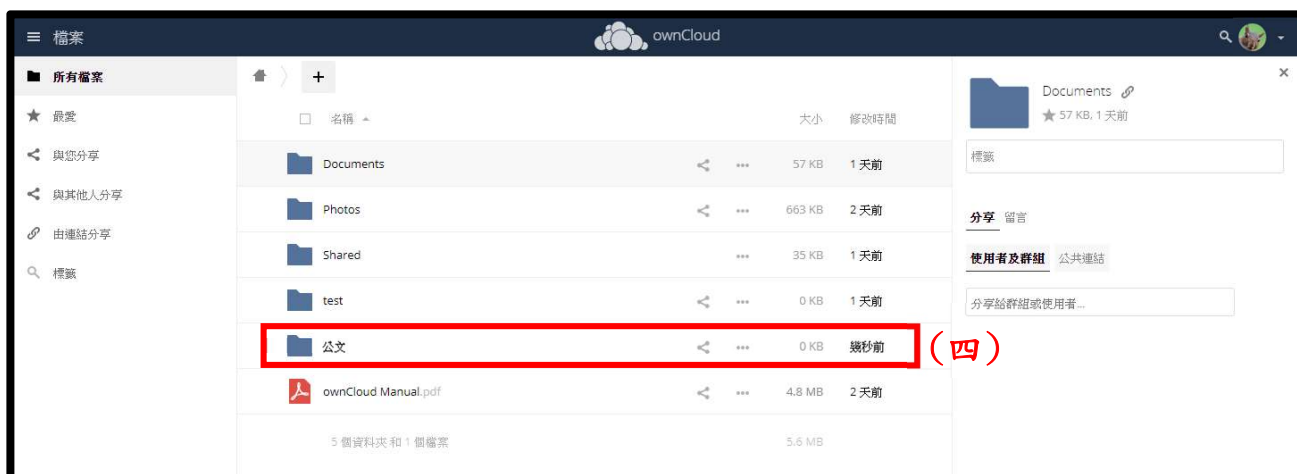 檔案
ownCloud
所有檔案
最愛
與您分享
與其他人分享
由連結分享
標籤
+
名稱 大小 修改時間
Documents 57 KB 1 天前
Photos 663 KB 2 天前
Shared 35 KB 1 天前
test 0 KB 1 天前
公文 0 KB 幾秒前
(四)
ownCloud Manual.pdf 4.8 MB 2 天前
5 個資料夾 和 1 個檔案 5.6 MB
Documents
57 KB, 1 天前
標籤
分享 留言
使用者及群組 公共連結
分享給群組或使用者...